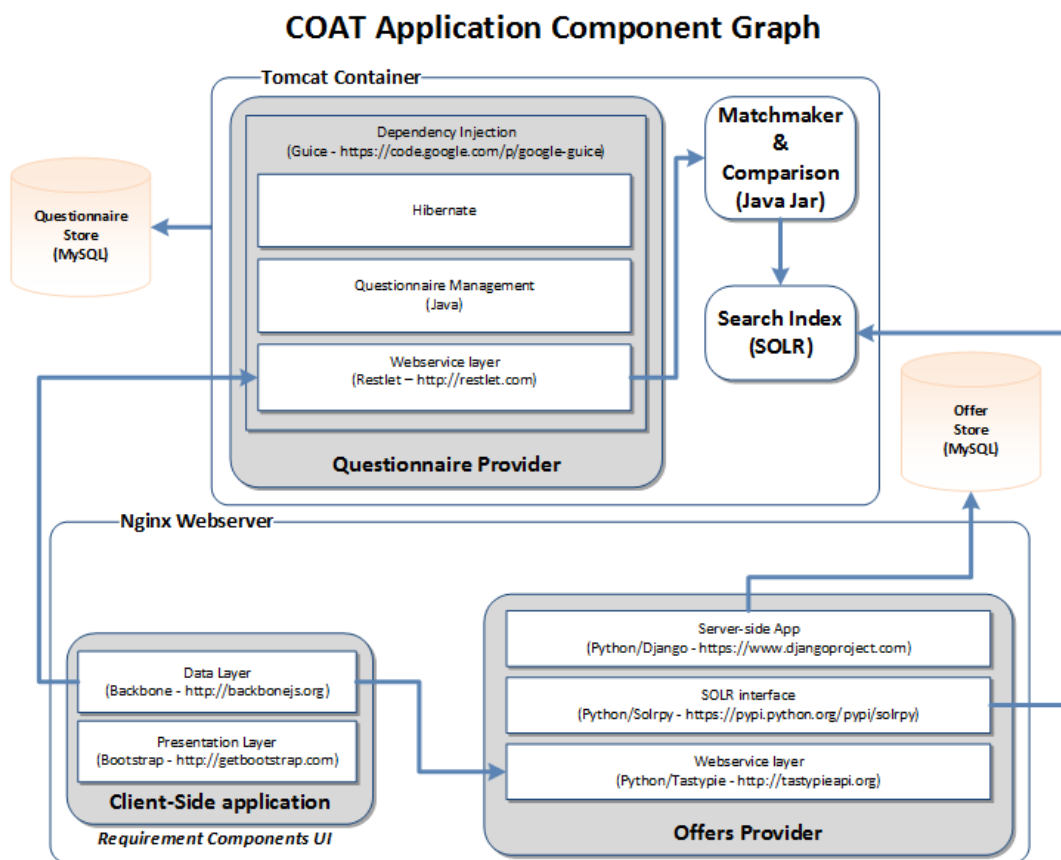 COAT Application Component Graph
Tomcat Container
Dependency Injection
(Guice - https://code.google.com/p/google-guice)
Hibernate
Questionnaire Management
(Java)
Webservice layer
(Restlet – http://restlet.com)
Questionnaire Provider
Matchmaker
&
Comparison
(Java Jar)
Search Index
(SOLR)
Questionnaire
Store
(MySQL)
Offer
Store
(MySQL)
Nginx Webserver
Data Layer
(Backbone - http://backbonejs.org)
Presentation Layer
(Bootstrap - http://getbootstrap.com)
Client-Side application
Requirement Components UI
Server-side App
(Python/Django - https://www.djangoproject.com)
SOLR interface
(Python/Solrpy - https://pypi.python.org/pypi/solrpy)
Webservice layer
(Python/Tastypie - http://tastypieapi.org)
Offers Provider